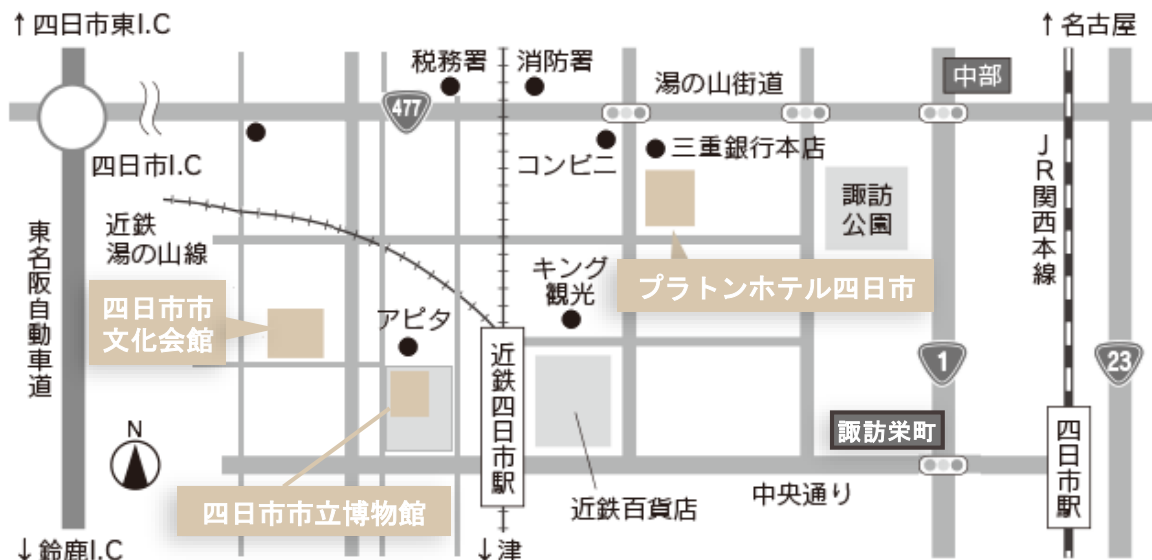 ↑四日市東I.C
↑名古屋
税務署
消防署
湯の山街道
中部
477
四日市I.C
コンビニ
三重銀行本店
JR関西本線
諏訪
公園
近鉄
湯の山線
東名阪自動車道
キング
観光
プラトンホテル四日市
四日市市
文化会館
アピタ
近鉄四日市駅
1
23
諏訪栄町
N
四日市駅
四日市市立博物館
近鉄百貨店
中央通り
↓鈴鹿I.C
↓津